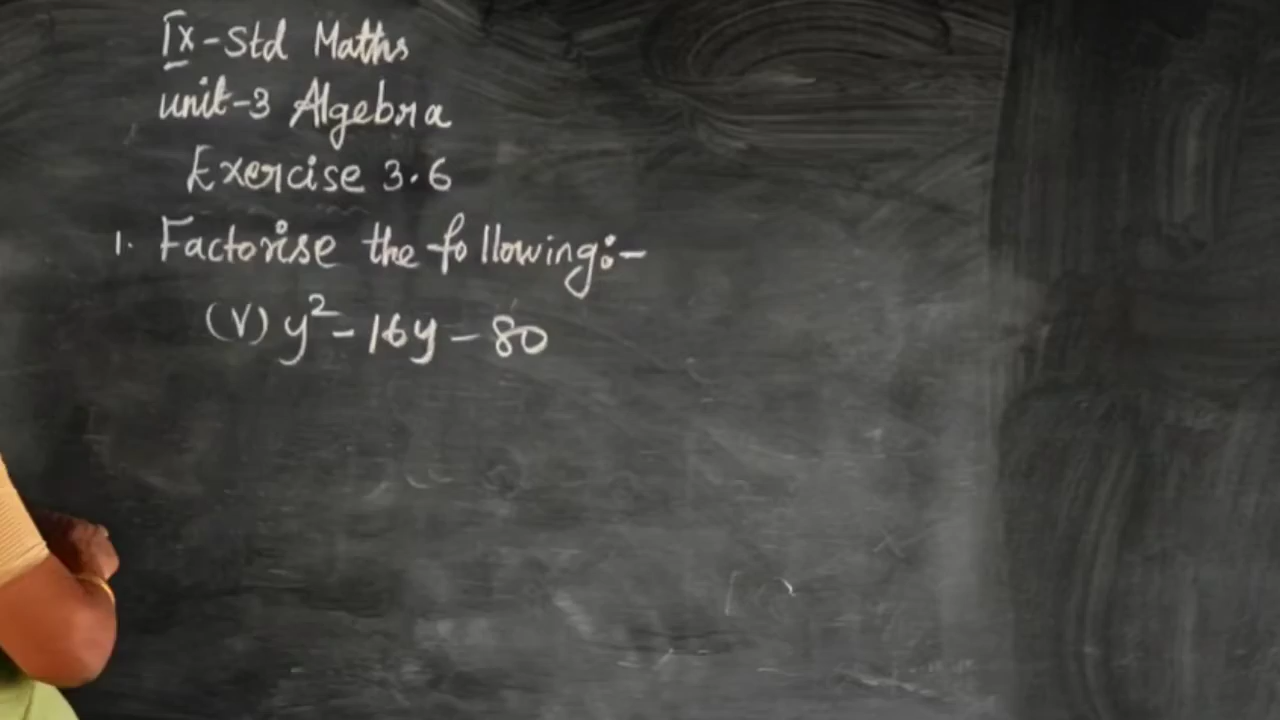 IX-Std Maths
unit-3 Algebra
Exercise 3.6
1. Factorise the following:-
(V) y² - 16y - 80